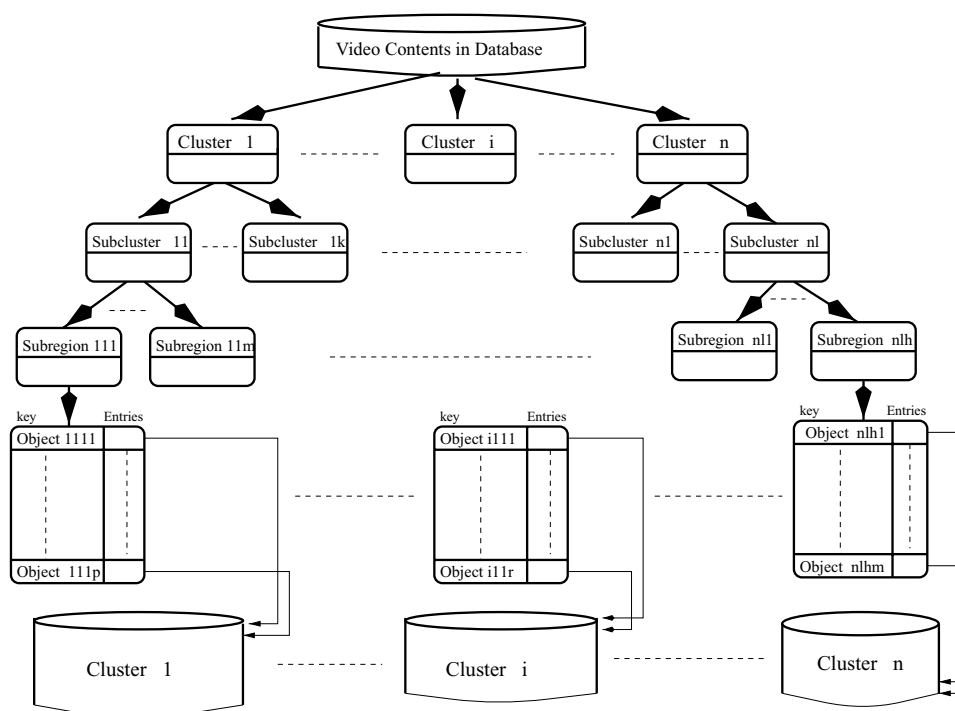 Video Contents in Database
Cluster 1
Cluster i
Cluster n
Subcluster 11
Subcluster 1k
Subcluster n1
Subcluster nl
Subregion 111
Subregion 11m
Subregion nl1
Subregion nlh
key Entries
key Entries
key Entries
Object 1111
Object i111
Object nlh1
Object 111p
Object i11r
Object nlhm
Cluster 1
Cluster i
Cluster n